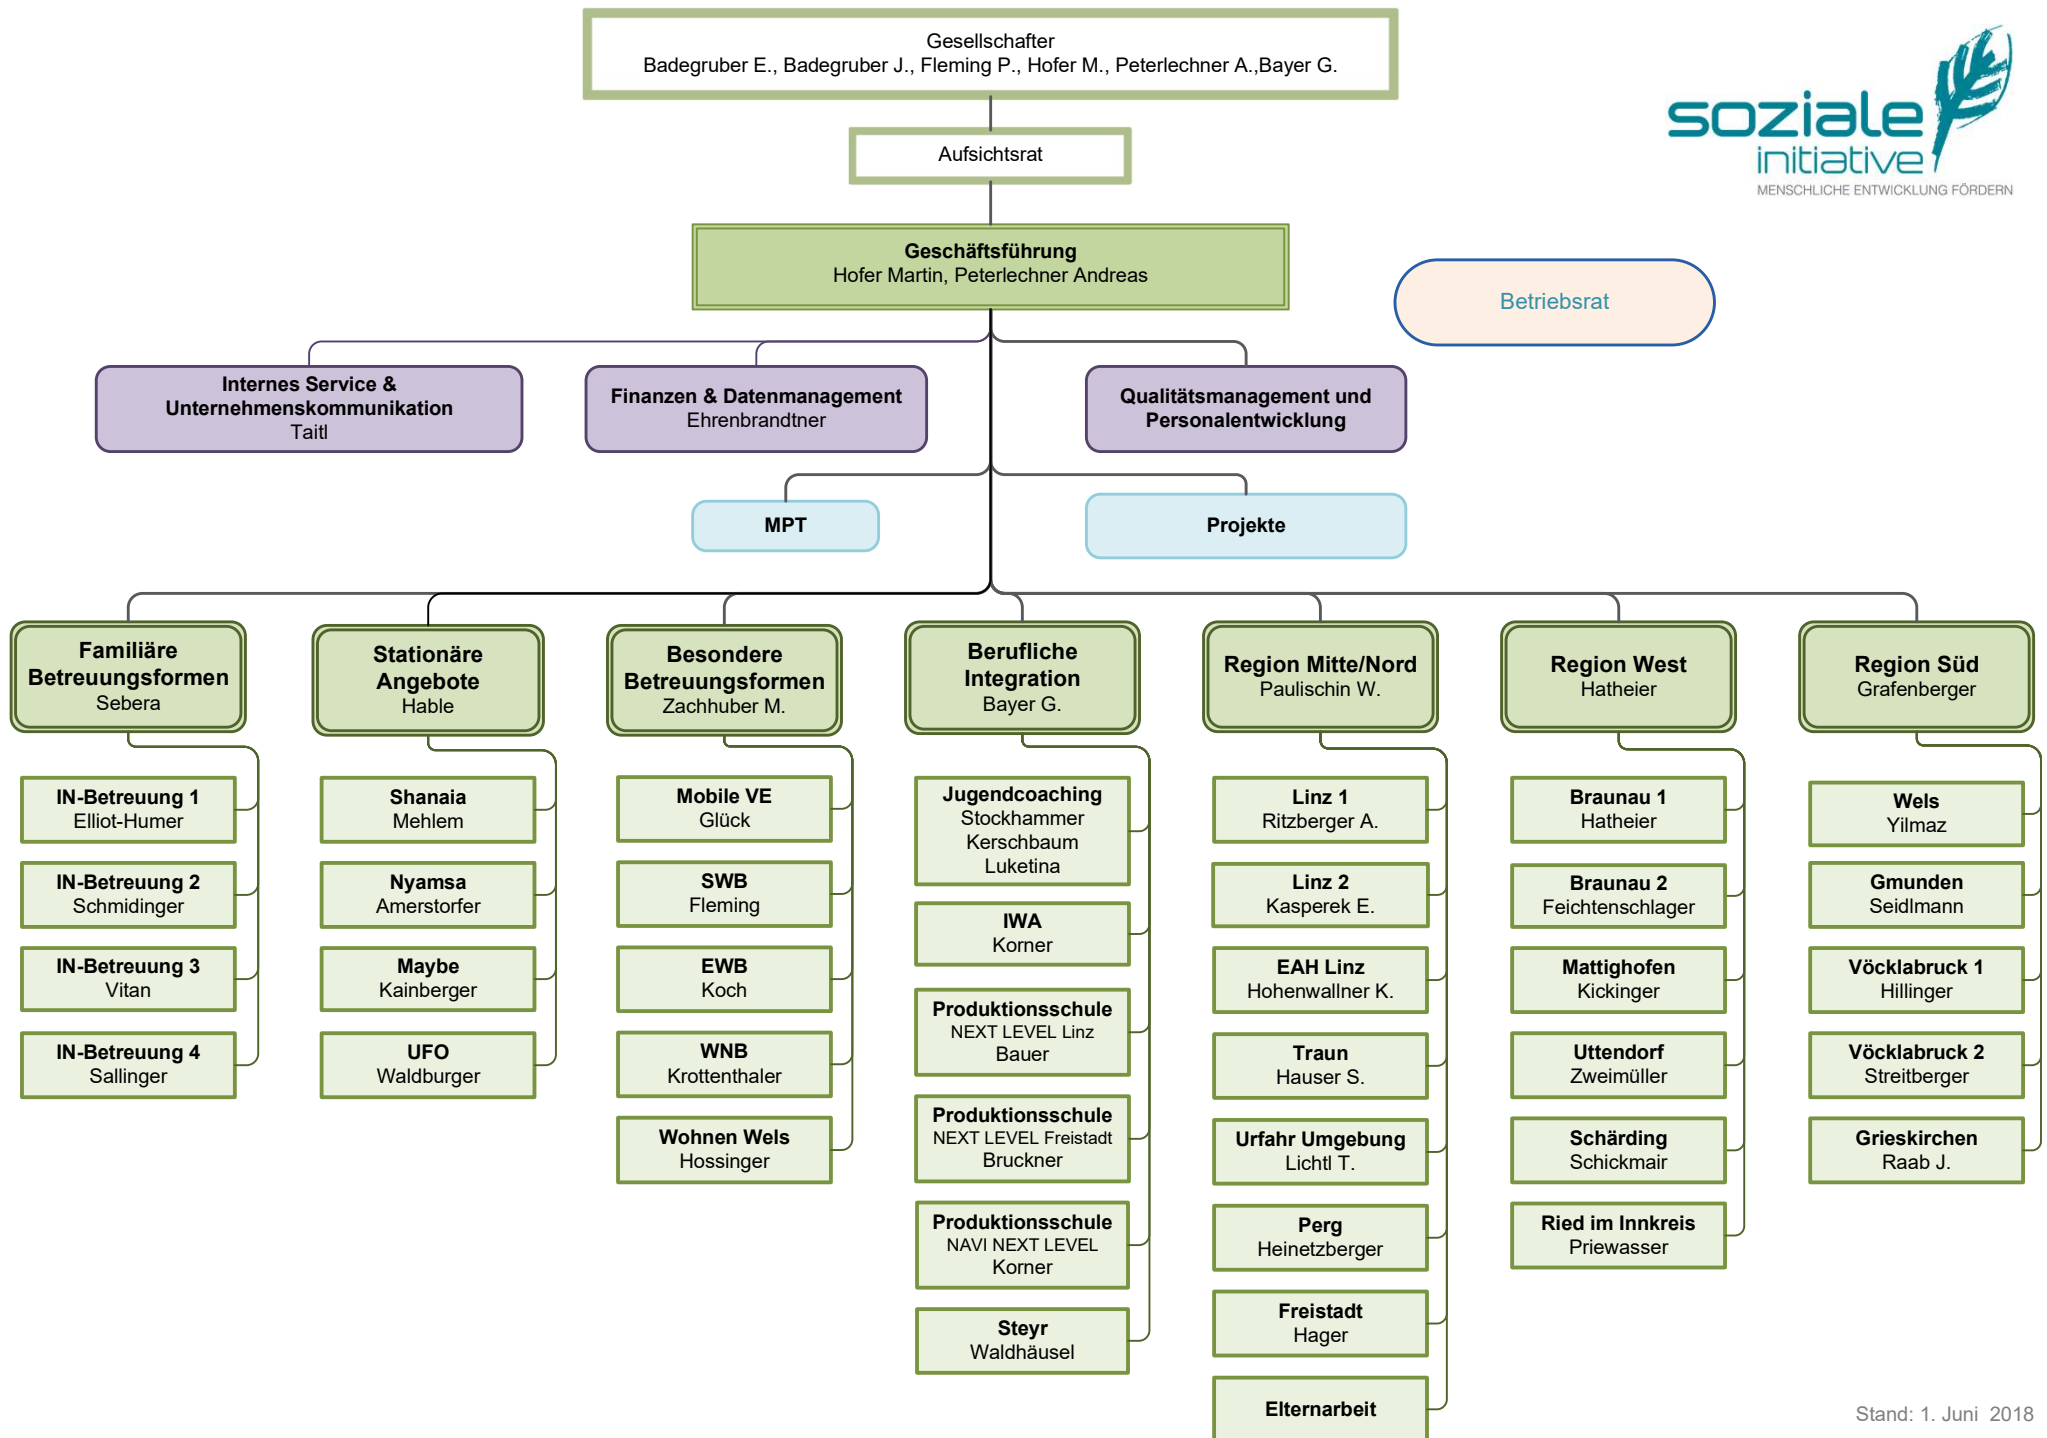 Gesellschafter
Badegruber E., Badegruber J., Fleming P., Hofer M., Peterlechner A.,Bayer G.
soziale
initiative
MENSCHLICHE ENTWICKLUNG FÖRDERN
Aufsichtsrat
Geschäftsführung
Hofer Martin, Peterlechner Andreas
Betriebsrat
Internes Service &
Unternehmenskommunikation
Taitl
Finanzen & Datenmanagement
Ehrenbrandtner
Qualitätsmanagement und
Personalentwicklung
MPT
Projekte
Familiäre
Betreuungsformen
Sebera
IN-Betreuung 1
Elliot-Humer
IN-Betreuung 2
Schmidinger
IN-Betreuung 3
Vitan
IN-Betreuung 4
Sallinger
Stationäre
Angebote
Hable
Shanaia
Mehlem
Nyamsa
Amerstorfer
Maybe
Kainberger
UFO
Waldburger
Besondere
Betreuungsformen
Zachhuber M.
Mobile VE
Glück
SWB
Fleming
EWB
Koch
WNB
Krottenthaler
Wohnen Wels
Hossinger
Berufliche
Integration
Bayer G.
Jugendcoaching
Stockhammer
Kerschbaum
Luketina
IWA
Korner
Produktionsschule
NEXT LEVEL Linz
Bauer
Produktionsschule
NEXT LEVEL Freistadt
Bruckner
Produktionsschule
NAVI NEXT LEVEL
Korner
Steyr
Waldhäusel
Region Mitte/Nord
Paulischin W.
Linz 1
Ritzberger A.
Linz 2
Kasperek E.
EAH Linz
Hohenwallner K.
Traun
Hauser S.
Urfahr Umgebung
Lichtl T.
Perg
Heinetzberger
Freistadt
Hager
Elternarbeit
Region West
Hatheier
Braunau 1
Hatheier
Braunau 2
Feichtenschlager
Mattighofen
Kickinger
Uttendorf
Zweimüller
Schärding
Schickmair
Ried im Innkreis
Priewasser
Region Süd
Grafenberger
Wels
Yilmaz
Gmunden
Seidlmann
Vöcklabruck 1
Hillinger
Vöcklabruck 2
Streitberger
Grieskirchen
Raab J.
Stand: 1. Juni 2018